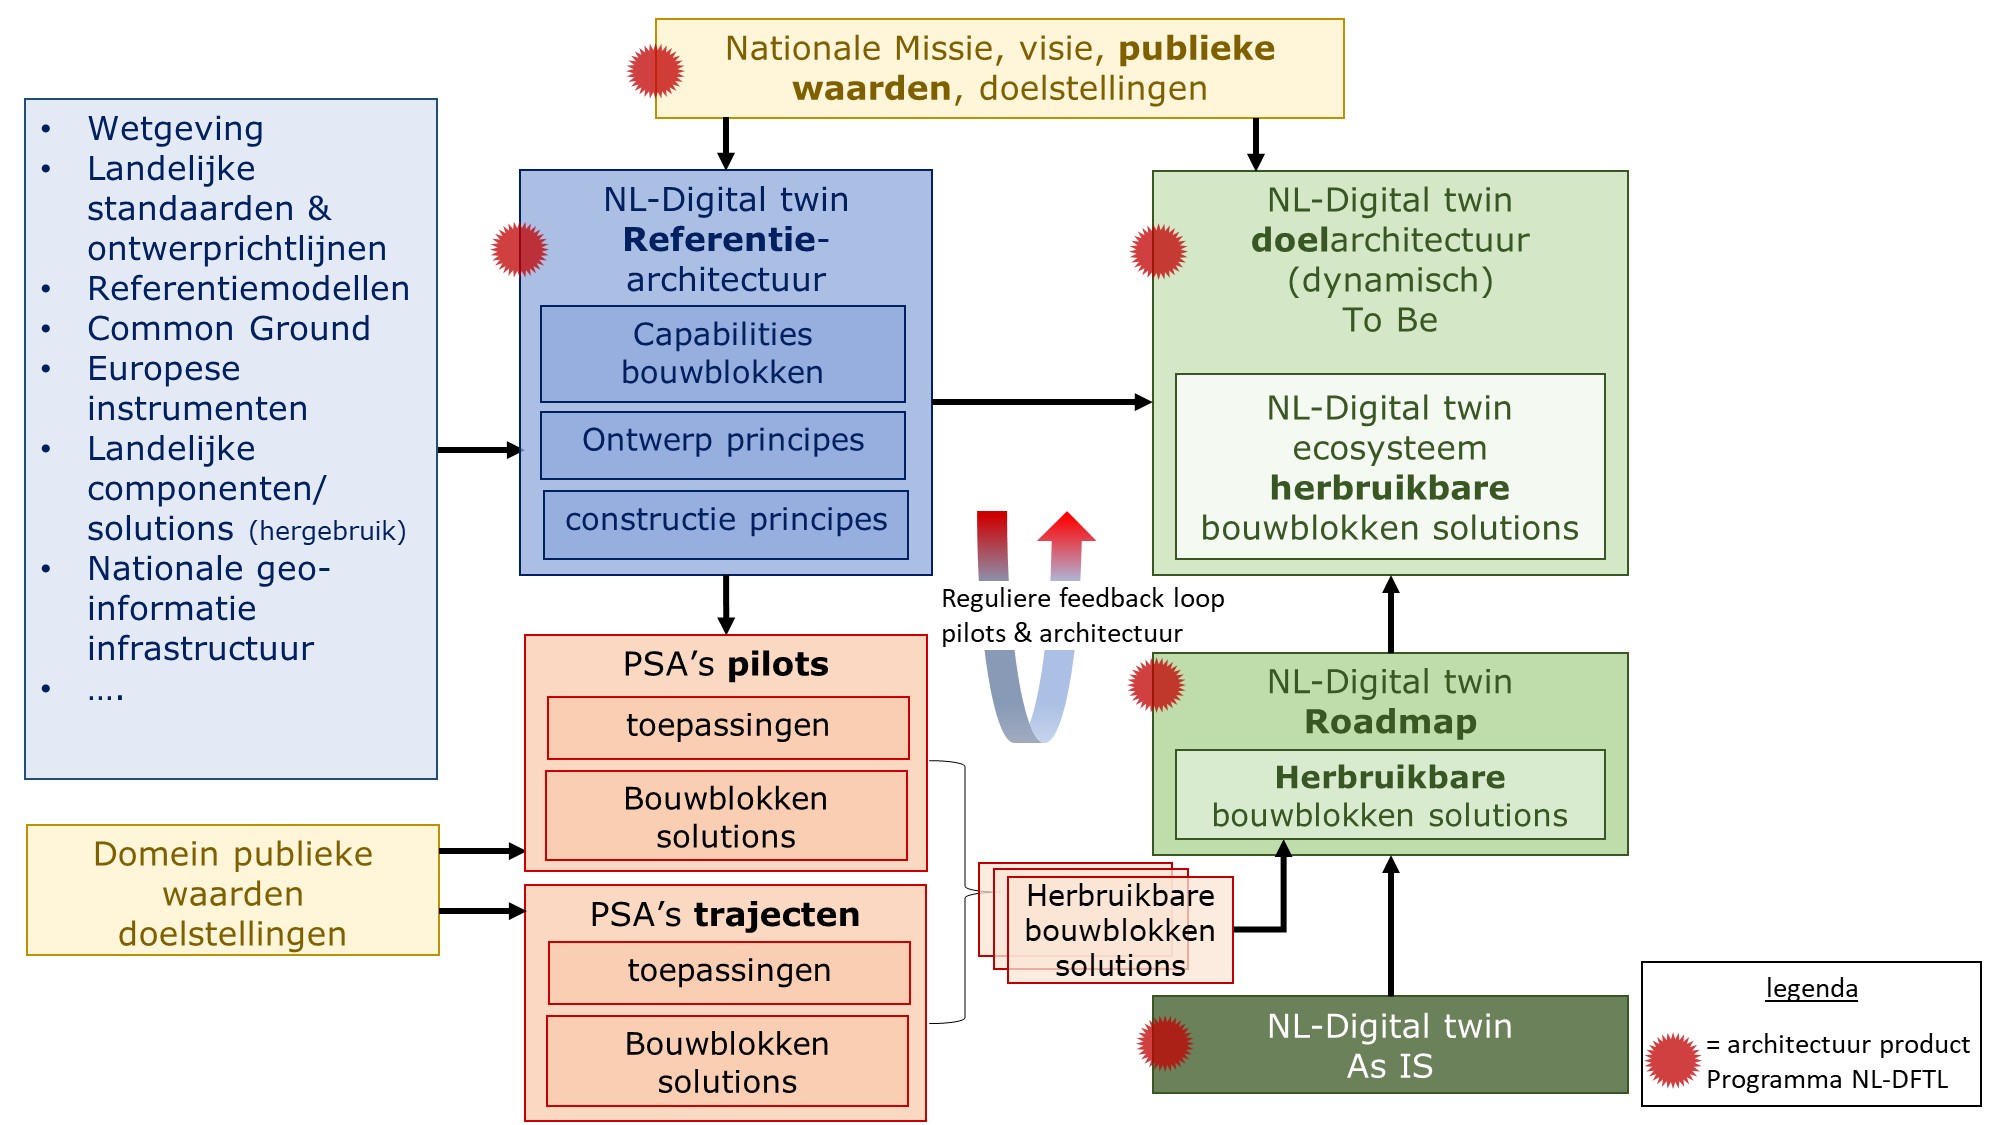 Nationale Missie, visie, publieke
waarden, doelstellingen
• Wetgeving
• Landelijke
standaarden &
ontwerprichtlijnen
• Referentiemodellen
• Common Ground
• Europese
instrumenten
• Landelijke
componenten/
solutions (hergebruik)
• Nationale geo-
informatie
infrastructuur
• ….
NL-Digital twin
Referentie-
architectuur
Capabilities
bouwblokken
Ontwerp principes
constructie principes
NL-Digital twin
doelarchitectuur
(dynamisch)
To Be
NL-Digital twin
ecosysteem
herbruikbare
bouwblokken solutions
Reguliere feedback loop
pilots & architectuur
PSA’s pilots
toepassingen
Bouwblokken
solutions
NL-Digital twin
Roadmap
Herbruikbare
bouwblokken solutions
Domein publieke
waarden
doelstellingen
PSA’s trajecten
toepassingen
Bouwblokken
solutions
Herbruikbare
bouwblokken
solutions
NL-Digital twin
As IS
legenda
= architectuur product
Programma NL-DFTL